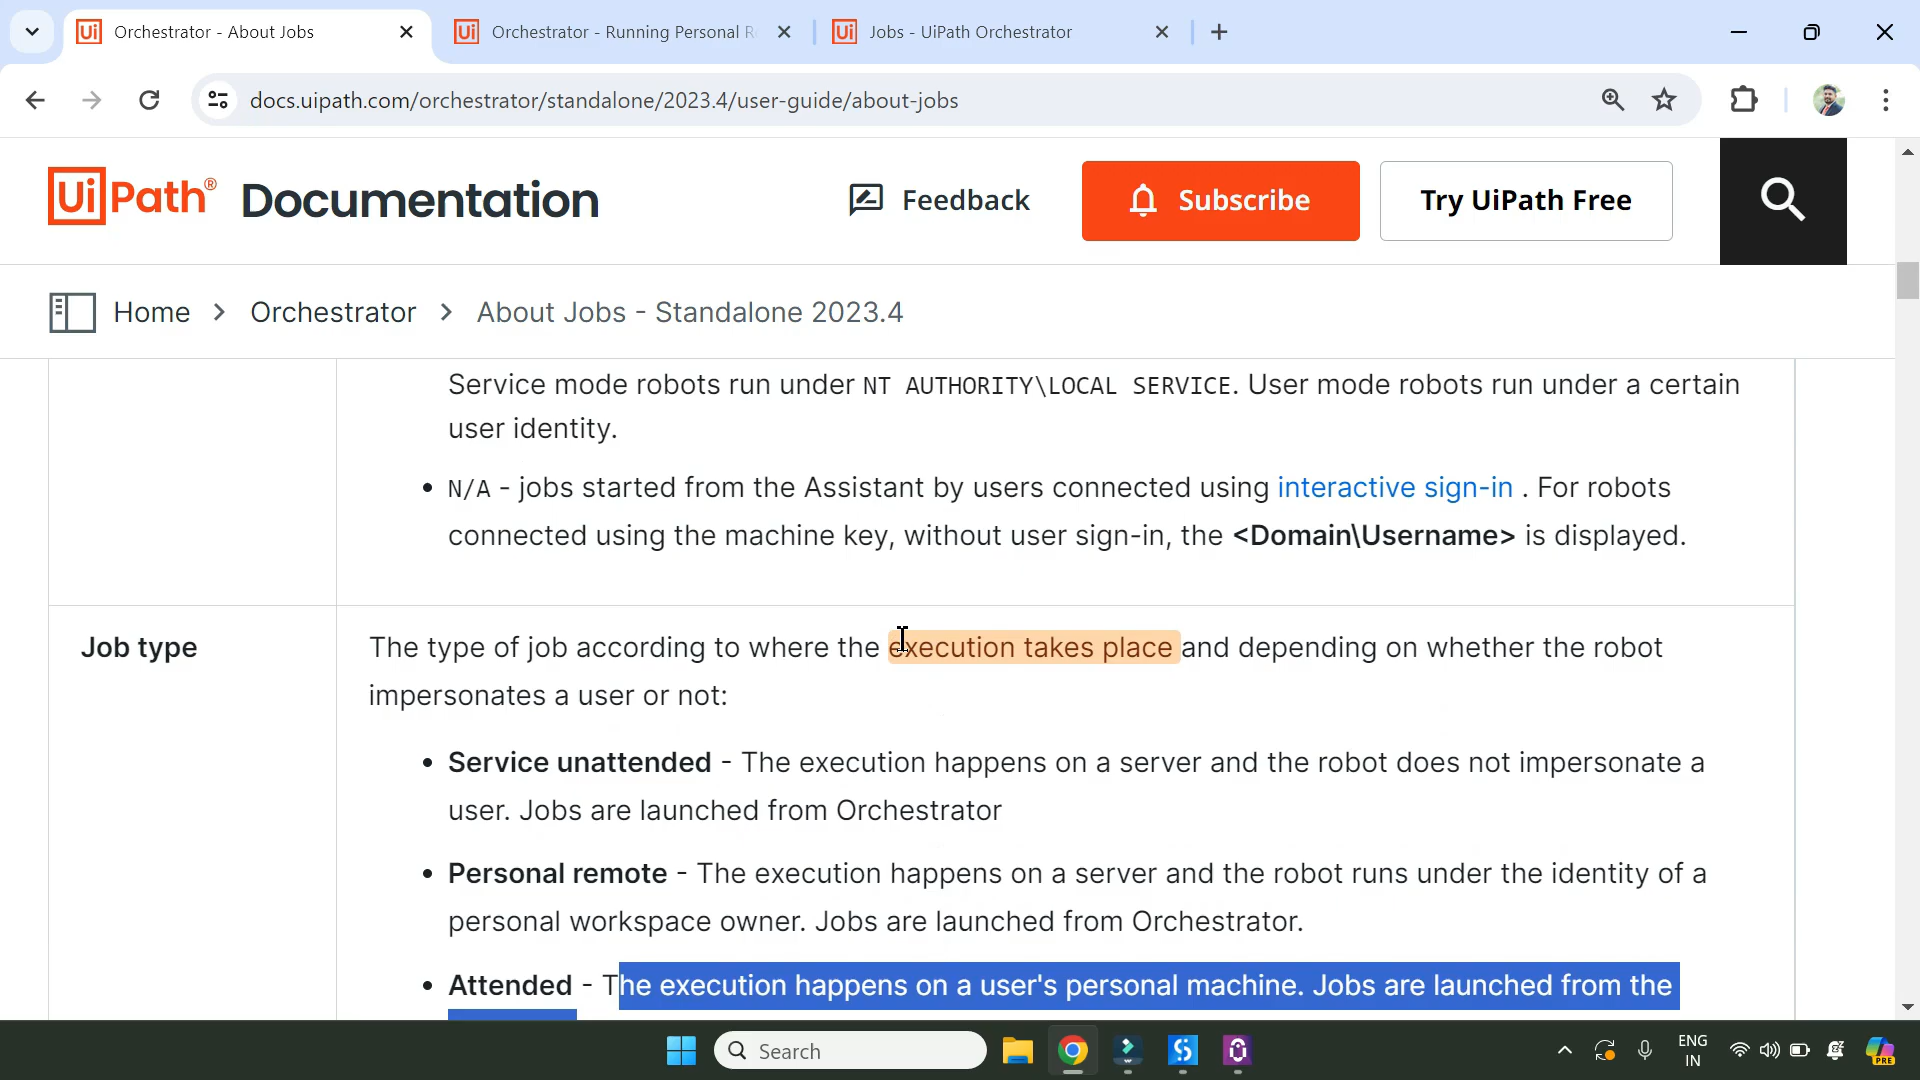 Orchestrator - About Jobs
Orchestrator - Running Personal R
Jobs - UiPath Orchestrator
docs.uipath.com/orchestrator/standalone/2023.4/user-guide/about-jobs
UiPath® Documentation
Feedback
Subscribe
Try UiPath Free
Home > Orchestrator > About Jobs - Standalone 2023.4
Service mode robots run under NT AUTHORITY\LOCAL SERVICE. User mode robots run under a certain
user identity.
• N/A - jobs started from the Assistant by users connected using interactive sign-in . For robots
connected using the machine key, without user sign-in, the <Domain\Username> is displayed.
Job type
The type of job according to where the execution takes place and depending on whether the robot
impersonates a user or not:
• Service unattended - The execution happens on a server and the robot does not impersonate a
user. Jobs are launched from Orchestrator
• Personal remote - The execution happens on a server and the robot runs under the identity of a
personal workspace owner. Jobs are launched from Orchestrator.
• Attended - The execution happens on a user's personal machine. Jobs are launched from the
Search
ENG
IN
PRE